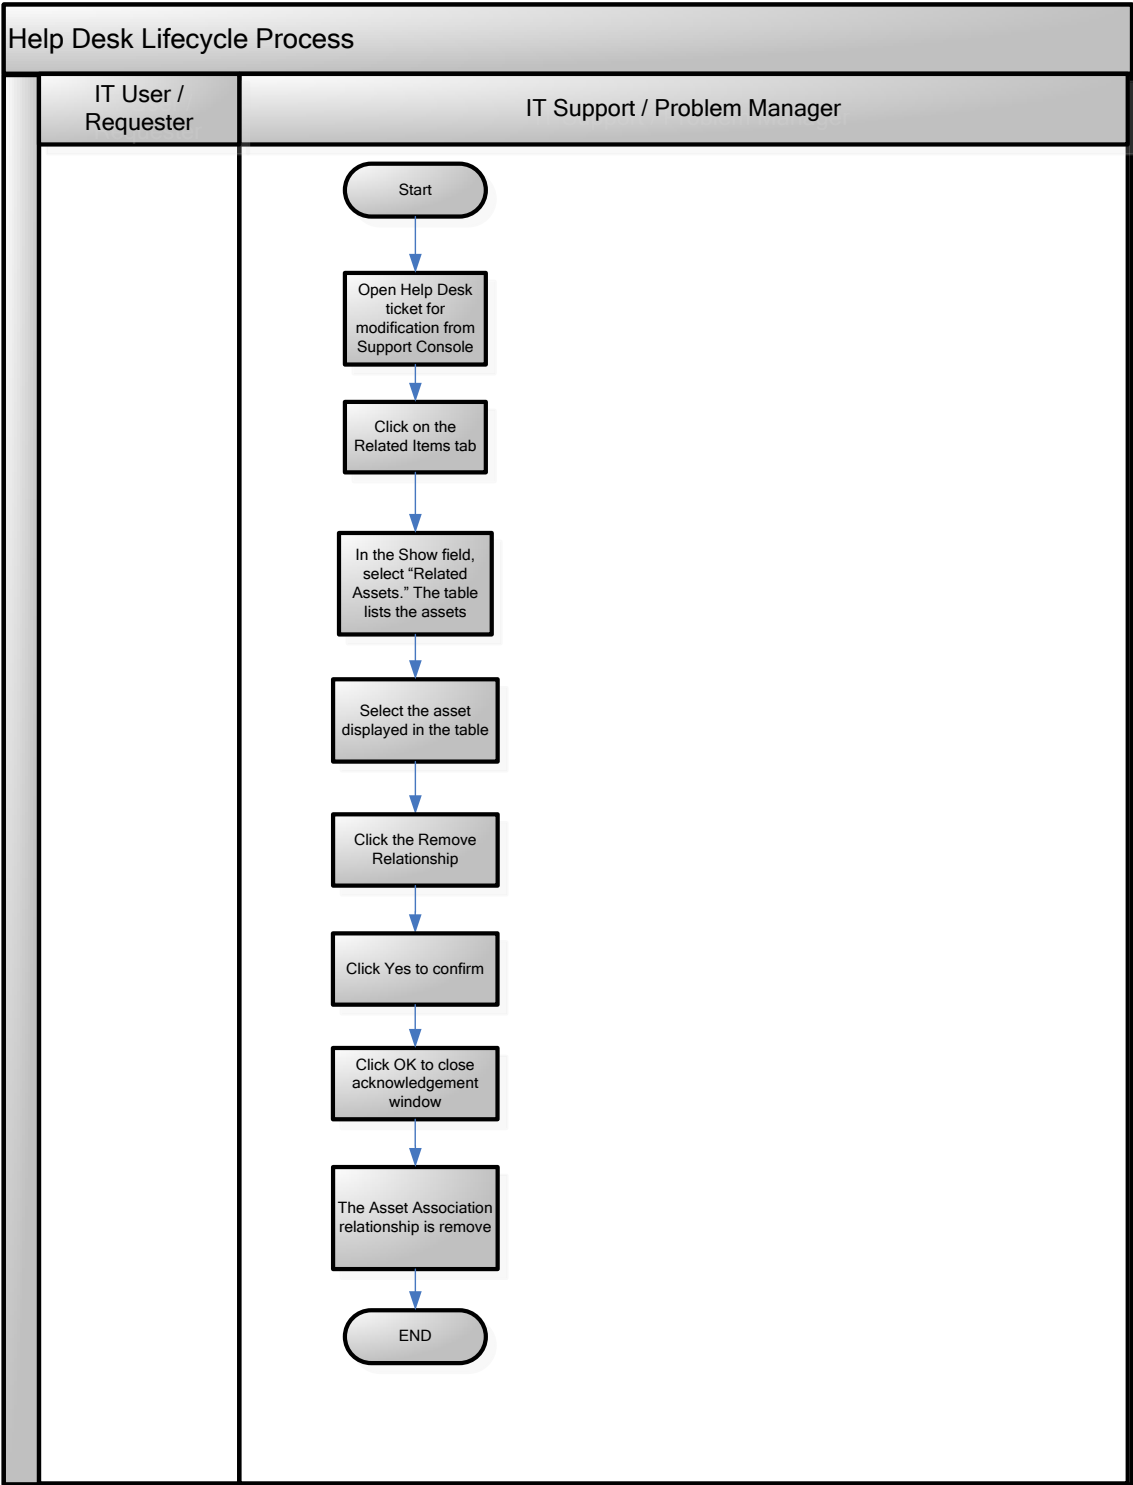 Help Desk Lifecycle Process
IT User /
Requester
IT Support / Problem Manager
Start
Open Help Desk
ticket for
modification from
Support Console
Click on the
Related Items tab
In the Show field,
select “Related
Assets.” The table
lists the assets
Select the asset
displayed in the table
Click the Remove
Relationship
Click Yes to confirm
Click OK to close
acknowledgement
window
The Asset Association
relationship is remove
END